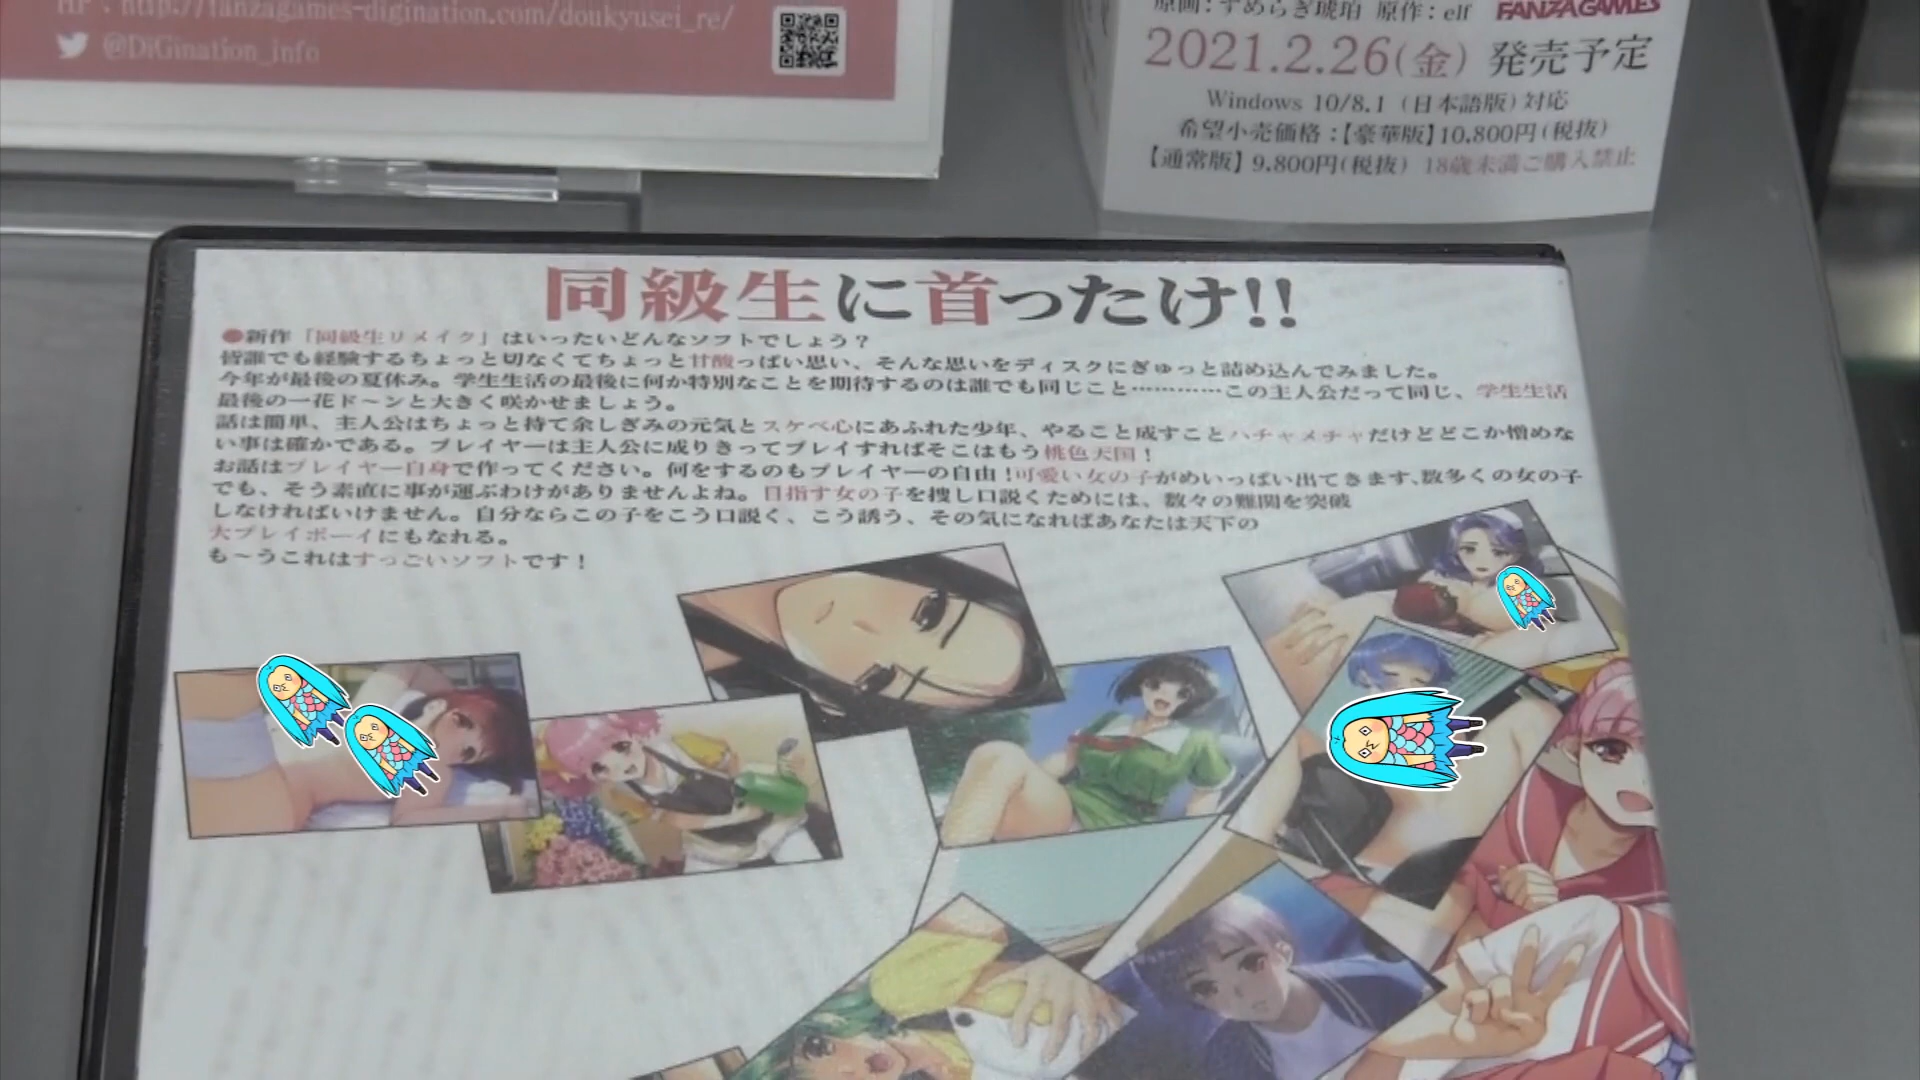 HP：http://fanzagames-digination.com/doukyusei_re/
@DiGination_info
原画：すめらぎ琥珀 原作：elf FANZAGAMES
2021.2.26(金) 発売予定
Windows 10/8.1（日本語版）対応
希望小売価格：【豪華版】10,800円（税抜）
【通常版】9,800円（税抜） 18歳未満ご購入禁止
同級生に首ったけ!!
●新作「同級生リメイク」はいったいどんなソフトでしょう？
皆誰でも経験するちょっと切なくてちょっと甘酸っぱい思い、そんな思いをディスクにぎゅっと詰め込んでみました。
今年が最後の夏休み。学生生活の最後に何か特別なことを期待するのは誰でも同じこと…………この主人公だって同じ、学生生活
最後の一花ド～ンと大きく咲かせましょう。
話は簡単、主人公はちょっと持て余しぎみの元気とスケベ心にあふれた少年、やること成すことハチャメチャだけどどこか憎めな
い事は確かである。プレイヤーは主人公に成りきってプレイすればそこはもう桃色天国！
お話はプレイヤー自身で作ってください。何をするのもプレイヤーの自由！可愛い女の子がめいっぱい出てきます､数多くの女の子
でも、そう素直に事が運ぶわけがありませんよね。目指す女の子を捜し口説くためには、数々の難関を突破
しなければいけません。自分ならこの子をこう口説く、こう誘う、その気になればあなたは天下の
大プレイボーイにもなれる。
も～うこれはすっごいソフトです！